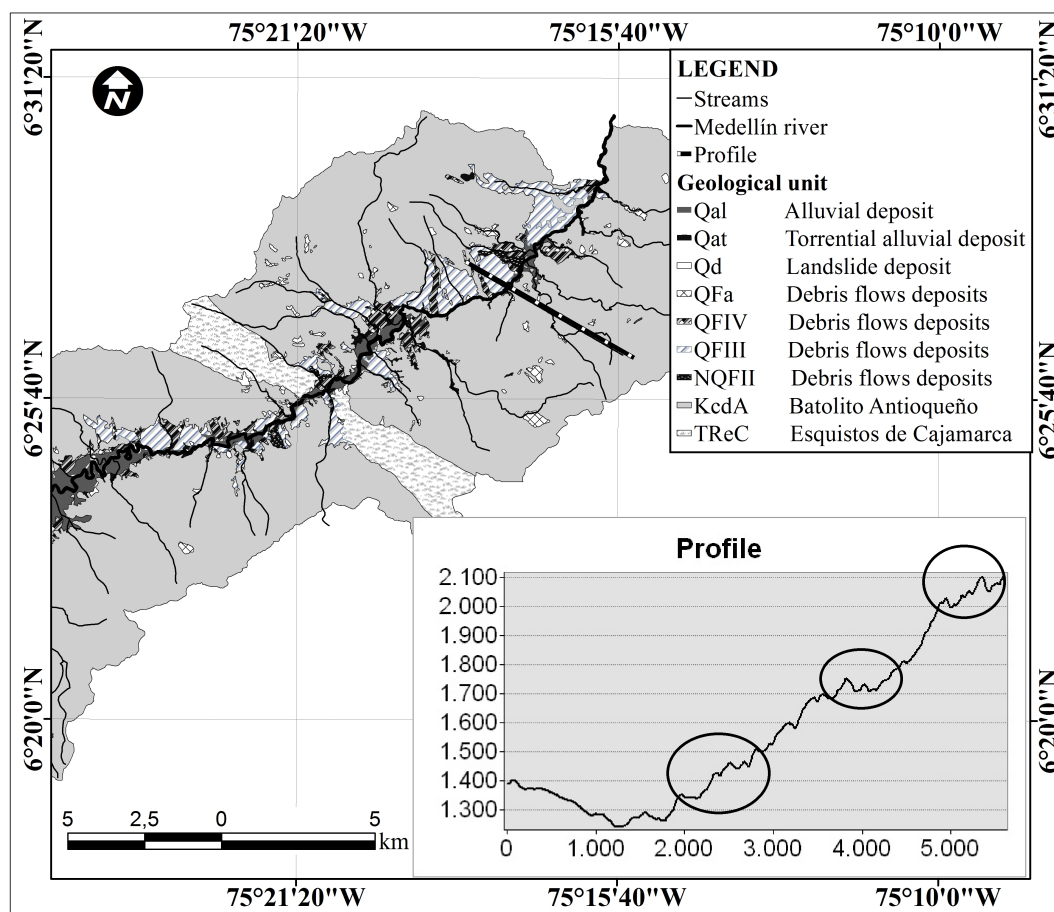 75°21'20"W 75°15'40"W 75°10'0"W
6°31'20"N
6°31'20"N
N
LEGEND
Streams
Medellín river
Profile
Geological unit
Qal Alluvial deposit
Qat Torrential alluvial deposit
Qd Landslide deposit
QFa Debris flows deposits
QFIV Debris flows deposits
QFIII Debris flows deposits
NQFII Debris flows deposits
KcdA Batolito Antioqueño
TReC Esquistos de Cajamarca
6°25'40"N
6°25'40"N
Profile
2.100
2.000
1.900
1.800
1.700
1.600
1.500
1.400
1.300
0 1.000 2.000 3.000 4.000 5.000
6°20'0"N
6°20'0"N
5 2,5 0 5
km
75°21'20"W 75°15'40"W 75°10'0"W